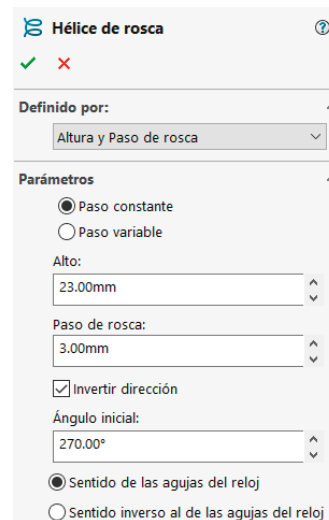 Hélice de rosca
Definido por:
Altura y Paso de rosca
Parámetros
Paso constante
Paso variable
Alto:
23.00mm
Paso de rosca:
3.00mm
Invertir dirección
Ángulo inicial:
270.00°
Sentido de las agujas del reloj
Sentido inverso al de las agujas del reloj